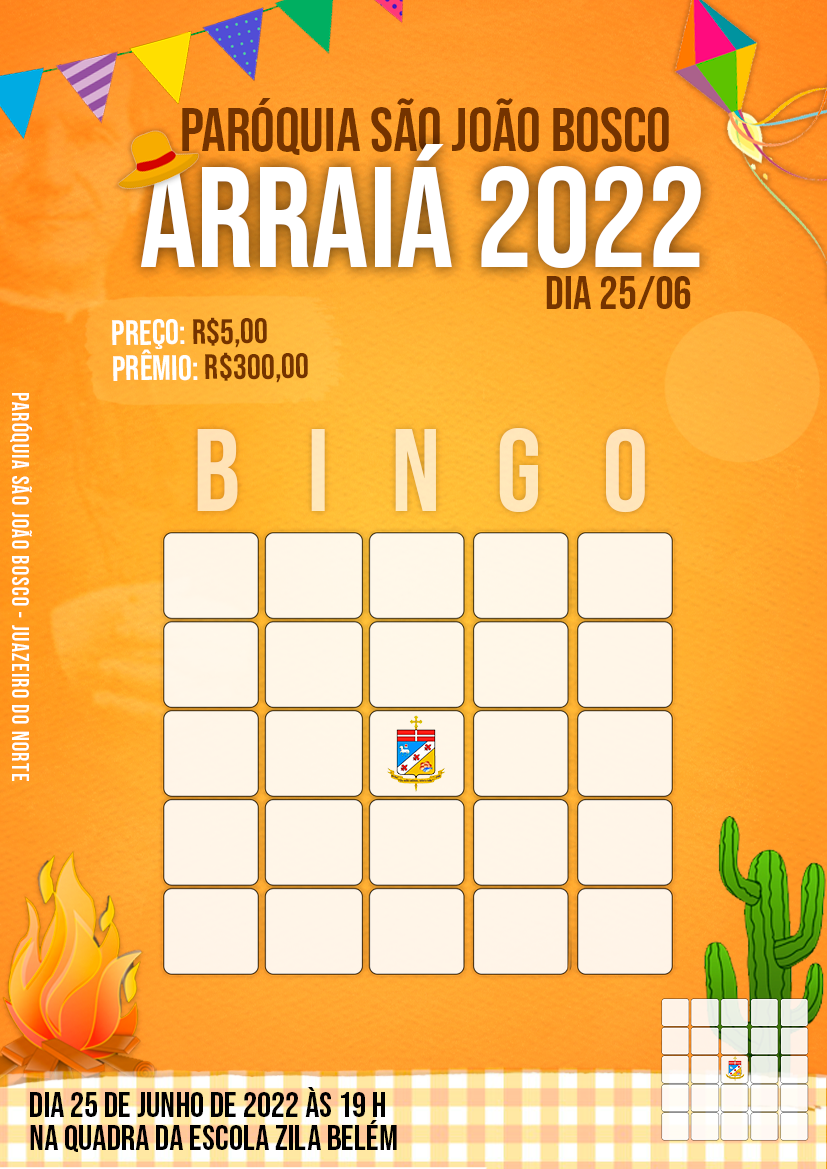 PARÓQUIA SÃO JOÃO BOSCO
ARRAIÁ 2022
DIA 25/06
PREÇO: R$5,00
PRÊMIO: R$300,00
PARÓQUIA SÃO JOÃO BOSCO - JUAZEIRO DO NORTE
B I N G O
DIA 25 DE JUNHO DE 2022 ÀS 19 H
NA QUADRA DA ESCOLA ZILA BELÉM